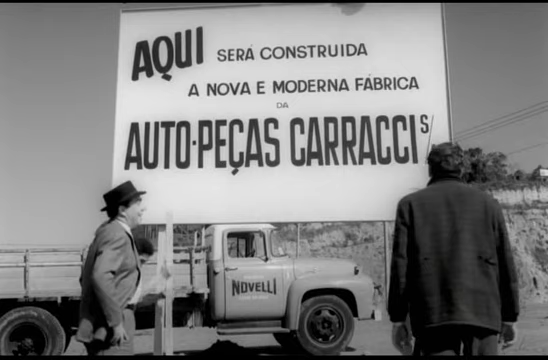 AQUI SERÁ CONSTRUIDA
A NOVA E MODERNA FÁBRICA
DA
AUTO-PEÇAS CARRACCI S
NOVELLI